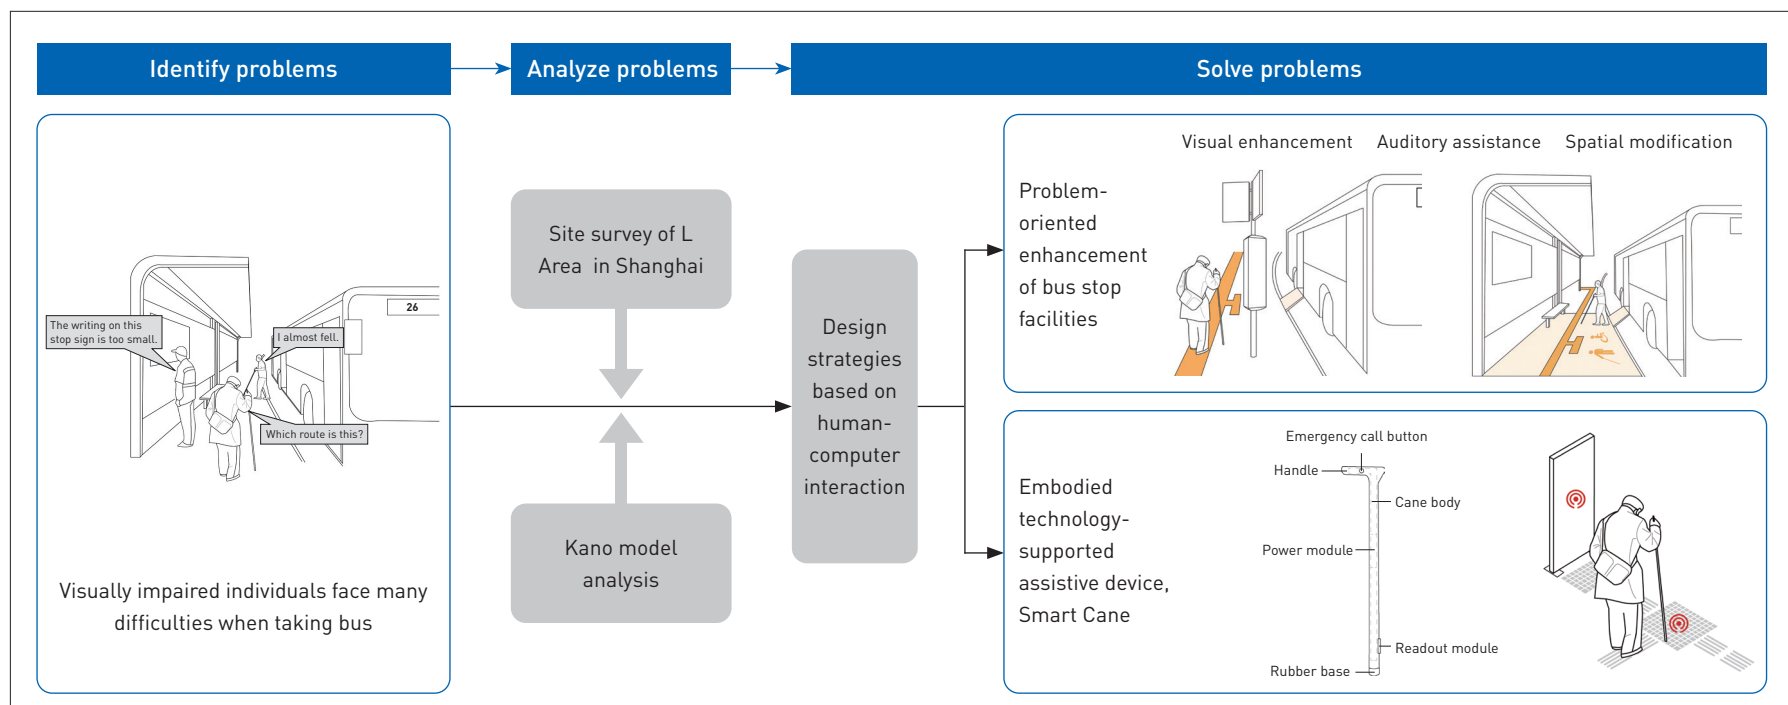 Identify problems
Analyze problems
Solve problems
The writing on this
stop sign is too small.
I almost fell.
26
Which route is this?
Visually impaired individuals face many
difficulties when taking bus
Site survey of L
Area in Shanghai
Kano model
analysis
Design
strategies
based on
human-
computer
interaction
Problem-
oriented
enhancement
of bus stop
facilities
Visual enhancement
Auditory assistance
Spatial modification
Embodied
technology-
supported
assistive device,
Smart Cane
Emergency call button
Handle
Cane body
Power module
Readout module
Rubber base